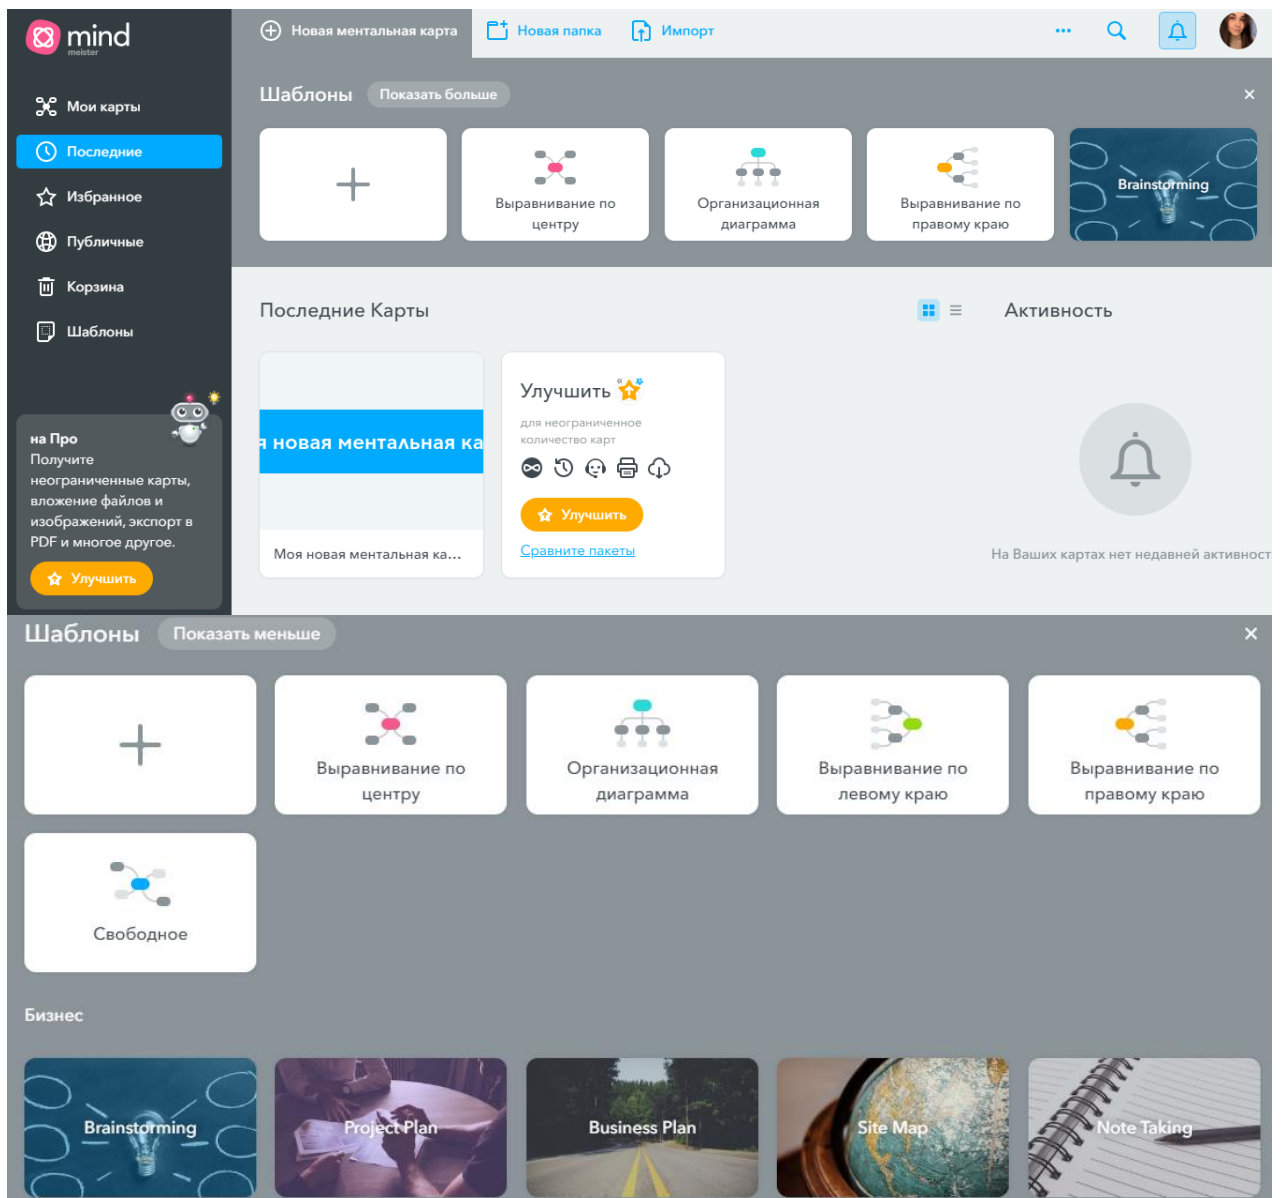 mind
meister
Новая ментальная карта
Новая папка
Импорт
Мои карты
Последние
Избранное
Публичные
Корзина
Шаблоны
на Про
Получите
неограниченные карты,
вложение файлов и
изображений, экспорт в
PDF и многое другое.
Улучшить
Шаблоны
Показать больше
Выравнивание по
центру
Организационная
диаграмма
Выравнивание по
правому краю
Brainstorming
Последние Карты
Активность
я новая ментальная ка
Моя новая ментальная ка...
Улучшить
для неограниченное
количество карт
Улучшить
Сравните пакеты
На Ваших картах нет недавней активност
Шаблоны
Показать меньше
Выравнивание по
центру
Организационная
диаграмма
Выравнивание по
левому краю
Выравнивание по
правому краю
Свободное
Бизнес
Brainstorming
Project Plan
Business Plan
Site Map
Note Taking